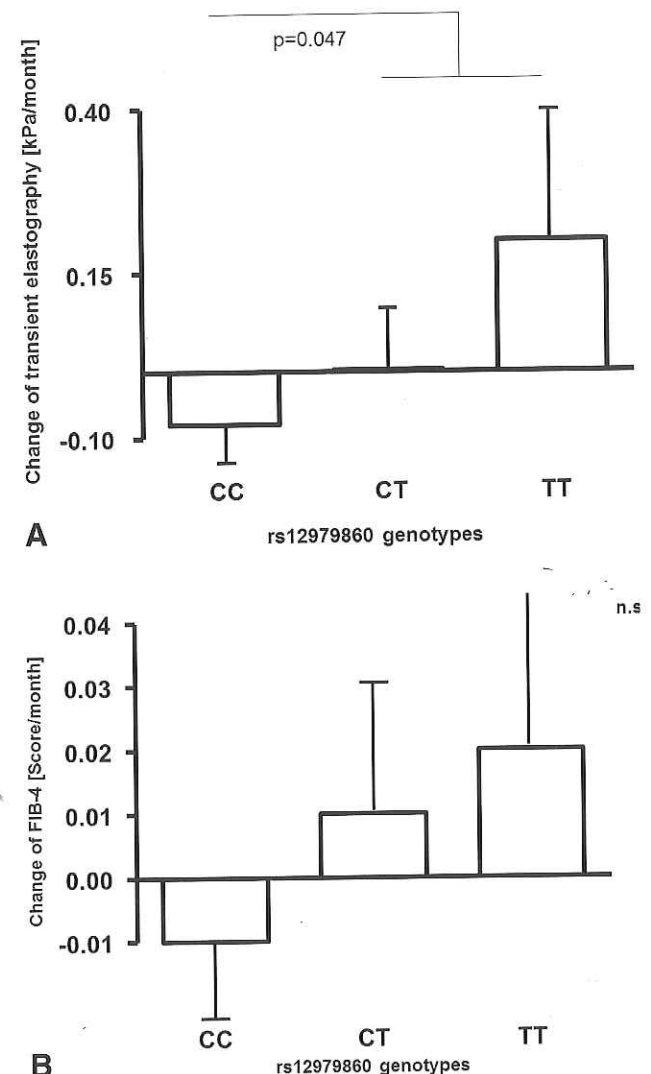 p=0.047
Change of transient elastography [kPa/month]
0.40
0.15
-0.10
CC CT TT
A
rs12979860 genotypes
n.s
Change of FIB-4 [Score/month]
0.04
0.03
0.02
0.01
0.00
-0.01
CC CT TT
B
rs12979860 genotypes